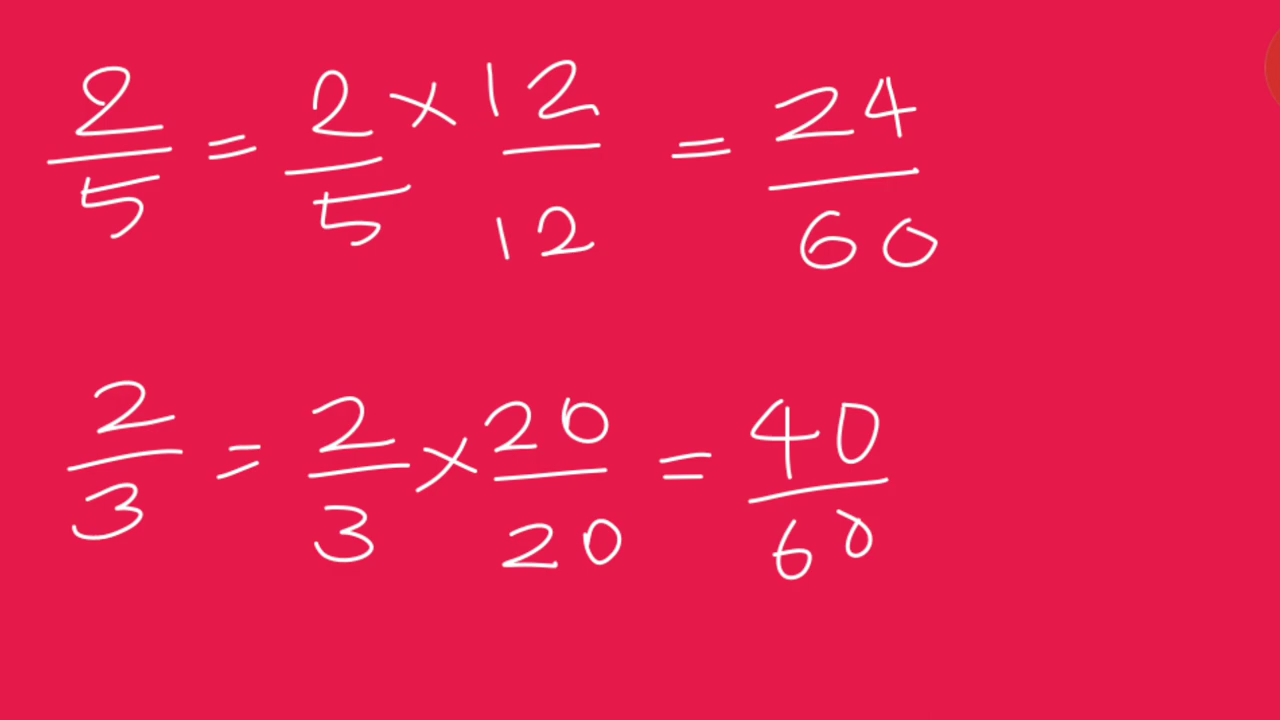 2/5 = 2/5 × 12/12 = 24/60
2/3 = 2/3 × 20/20 = 40/60